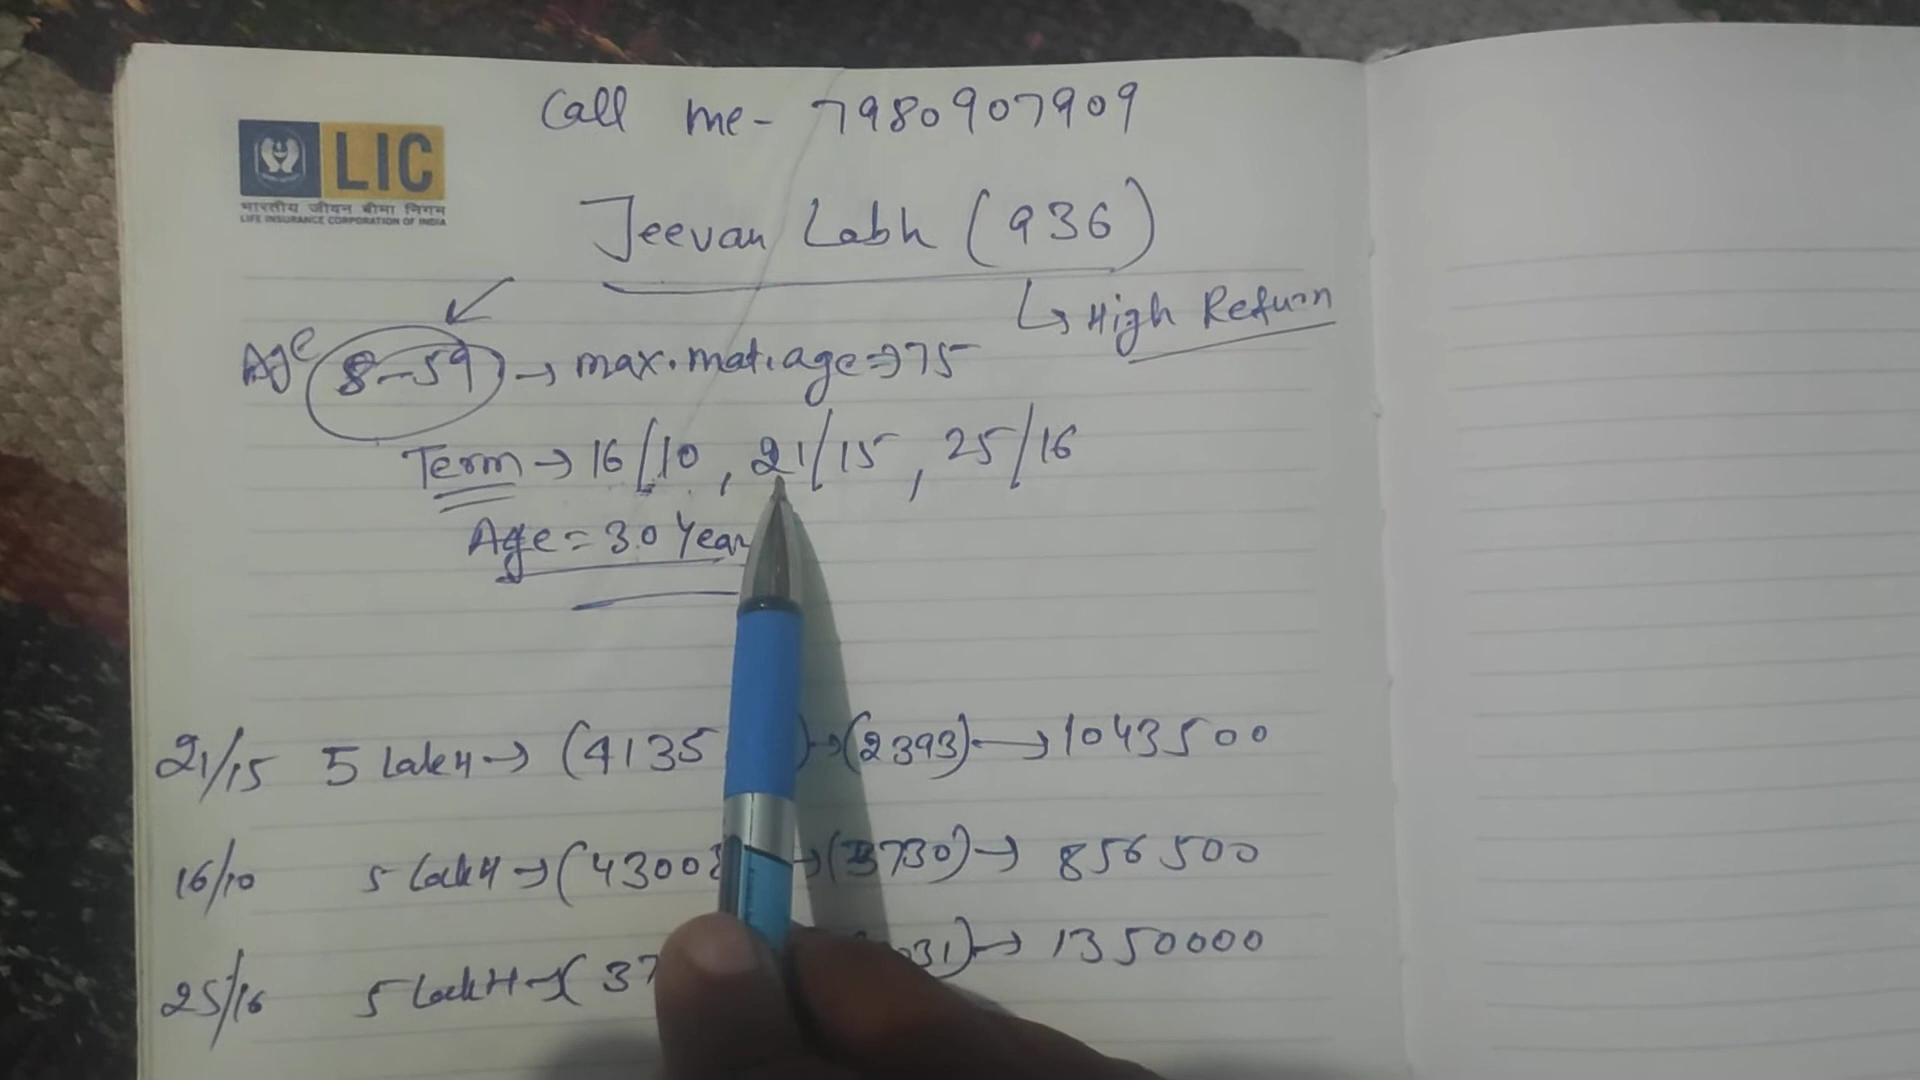 Call me - 7980907909
LIC
भारतीय जीवन बीमा निगम
LIFE INSURANCE CORPORATION OF INDIA
Jeevan Labh (936)
↳ High Return
Age 8-59 → max.mat.age ⇒ 75
Term → 16/10, 21/15, 25/16
Age = 30 Year
21/15 5 Lakh → (4135 ) → (2393) → 1043500
16/10 5 Lakh → (4300 → (3730) → 856500
25/16 5 Lakh → (37 031) → 1350000